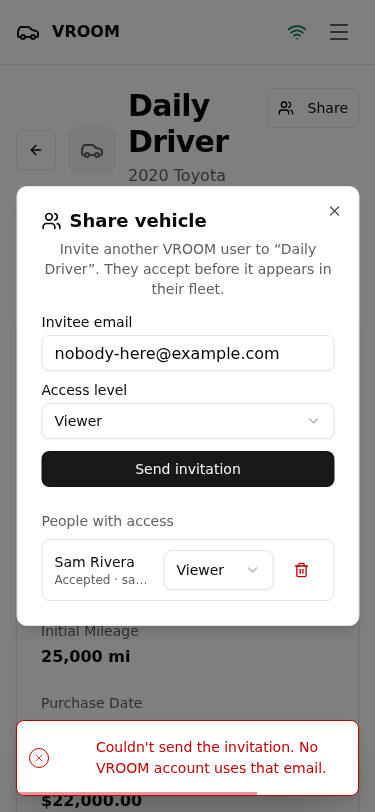 VROOM
Daily
Driver
Share
2020 Toyota
Share vehicle
Invite another VROOM user to “Daily
Driver”. They accept before it appears in
their fleet.
Invitee email
nobody-here@example.com
Access level
Viewer
Send invitation
People with access
Sam Rivera
Accepted · sa...
Viewer
Initial Mileage
25,000 mi
Purchase Date
Couldn't send the invitation. No
VROOM account uses that email.
$22,000.00